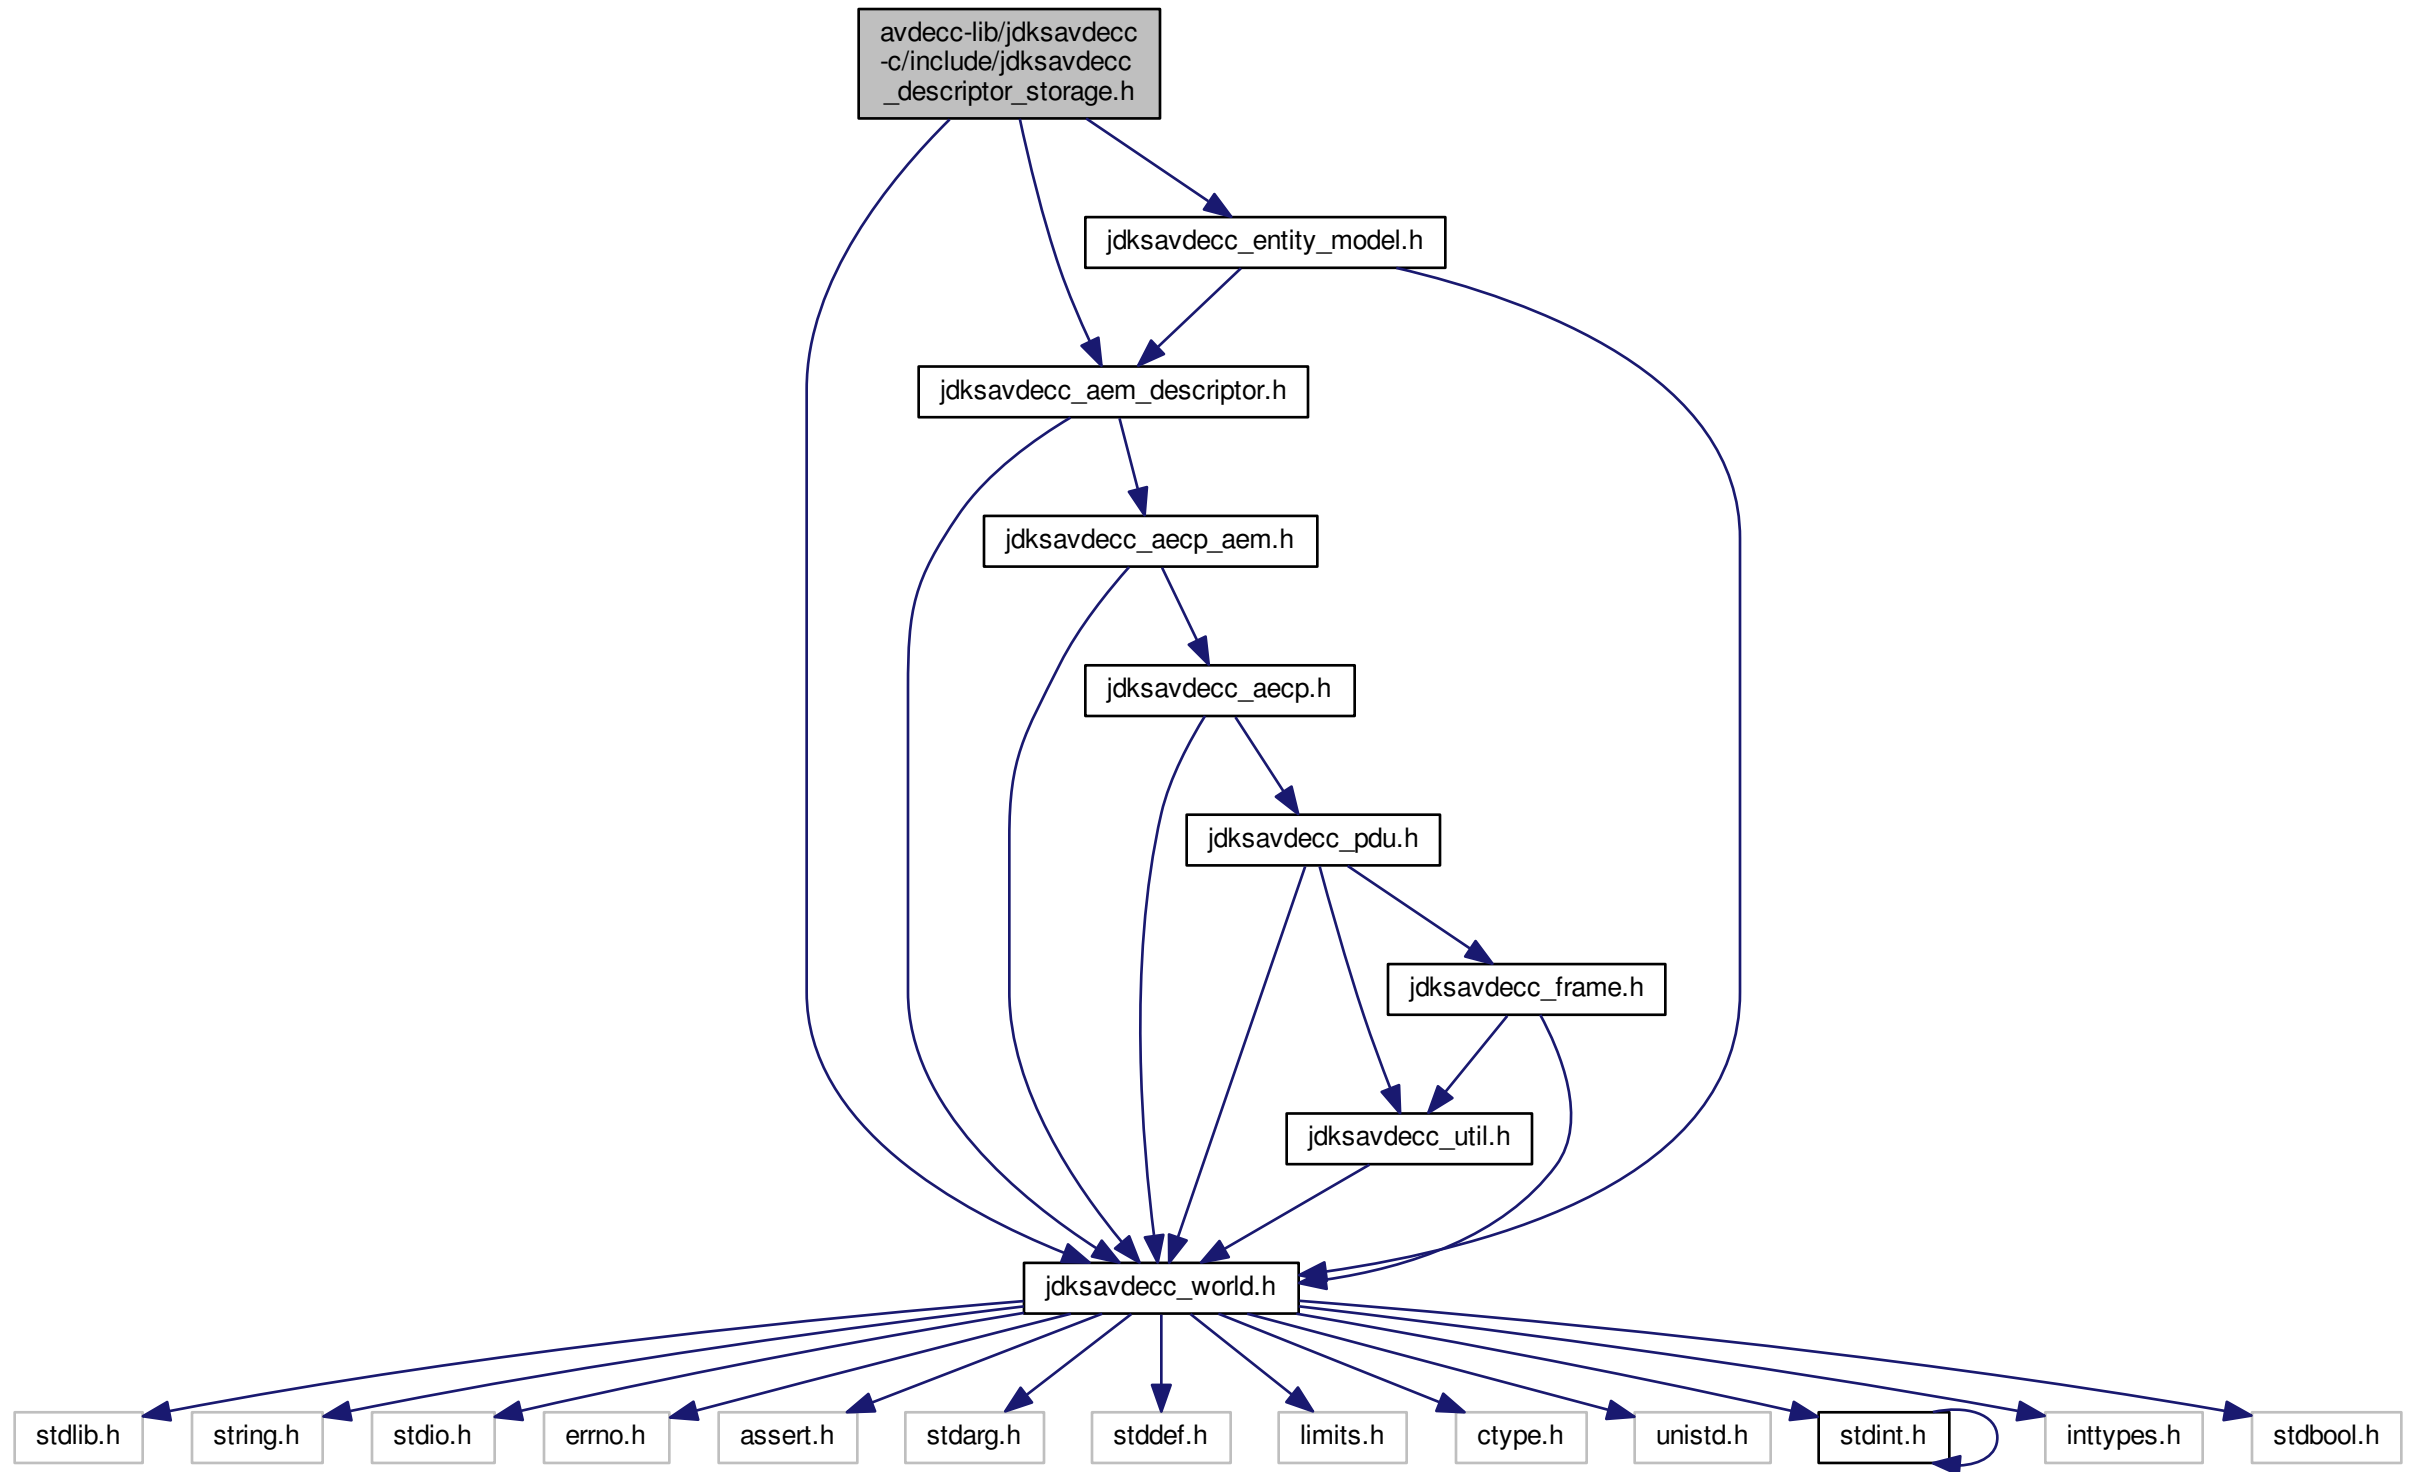 avdecc-lib/jdksavdecc
-c/include/jdksavdecc
_descriptor_storage.h
jdksavdecc_entity_model.h
jdksavdecc_aem_descriptor.h
jdksavdecc_aecp_aem.h
jdksavdecc_aecp.h
jdksavdecc_pdu.h
jdksavdecc_frame.h
jdksavdecc_util.h
jdksavdecc_world.h
stdlib.h
string.h
stdio.h
errno.h
assert.h
stdarg.h
stddef.h
limits.h
ctype.h
unistd.h
stdint.h
inttypes.h
stdbool.h